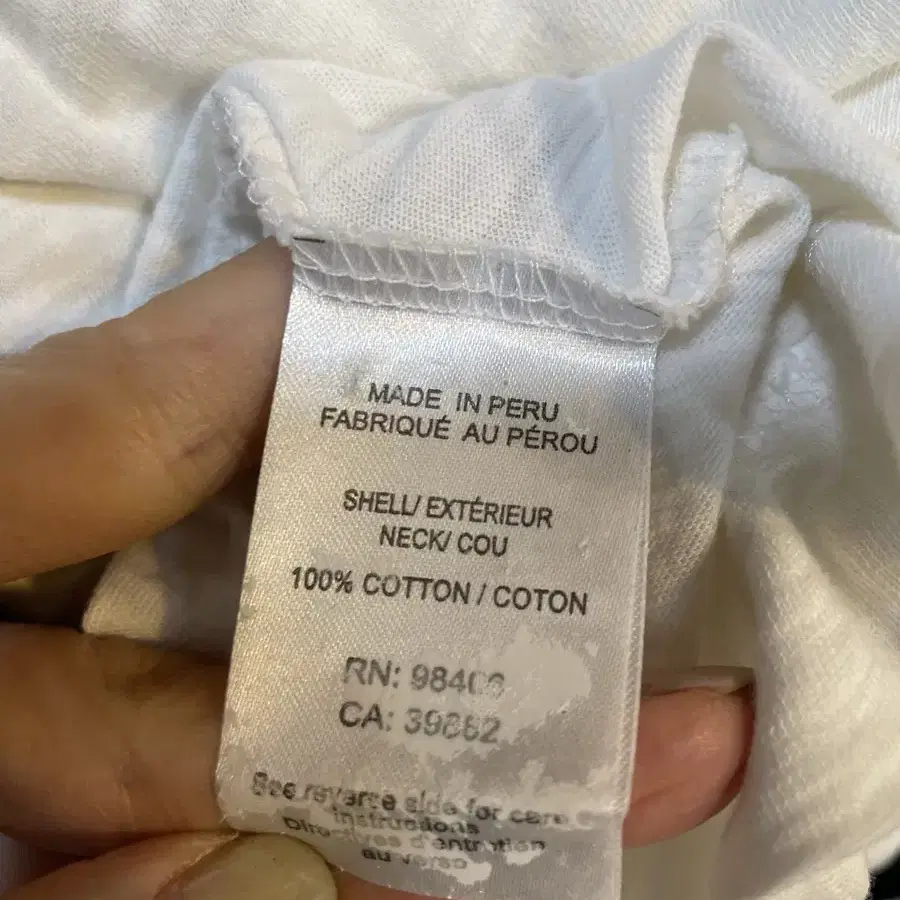 MADE IN PERU
FABRIQUÉ AU PÉROU
SHELL/ EXTÉRIEUR
NECK/ COU
100% COTTON / COTON
RN: 98406
CA: 39882
See reverse side for care
instructions
Directives d'entretien
au verso